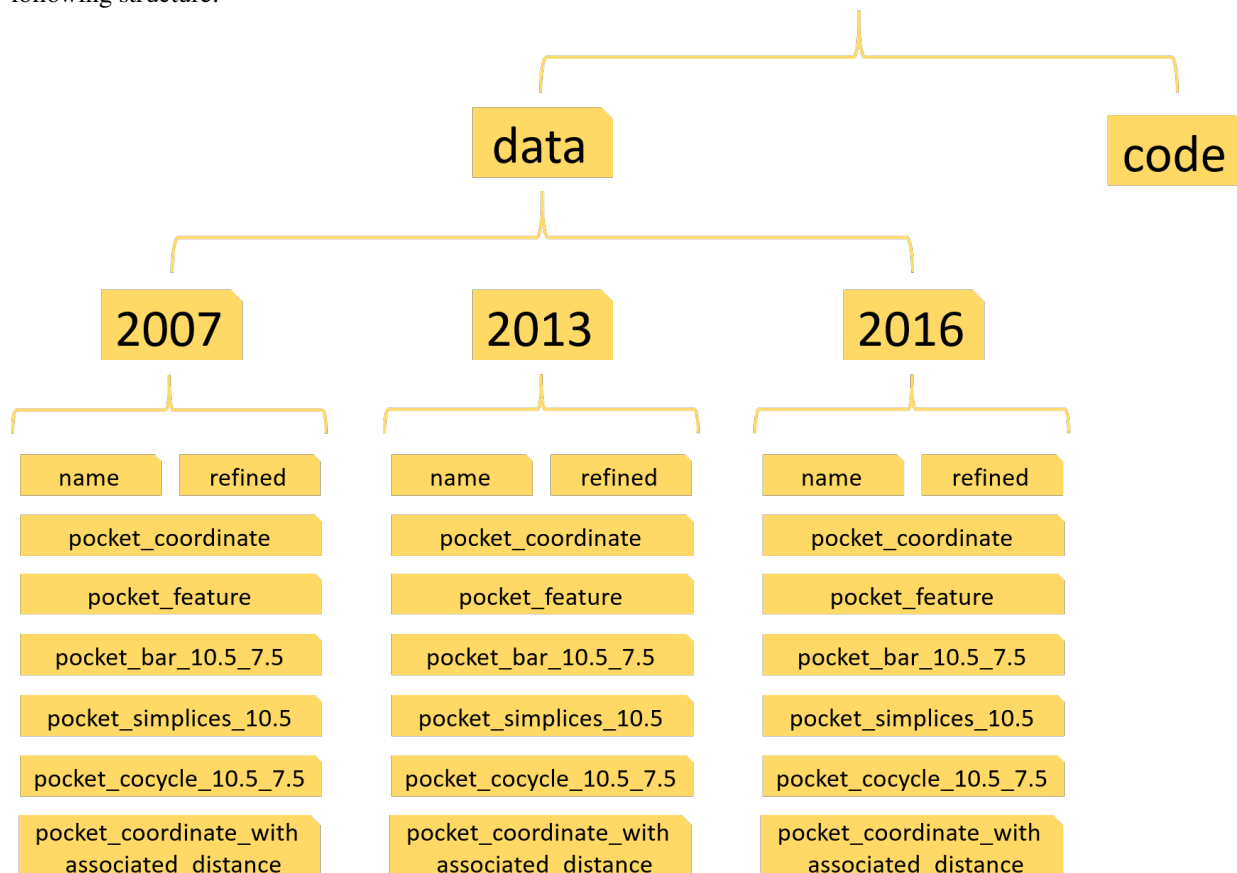 following structure:
data
code
2007
2013
2016
name refined name refined name refined
pocket_coordinate pocket_coordinate pocket_coordinate
pocket_feature pocket_feature pocket_feature
pocket_bar_10.5_7.5 pocket_bar_10.5_7.5 pocket_bar_10.5_7.5
pocket_simplices_10.5 pocket_simplices_10.5 pocket_simplices_10.5
pocket_cocycle_10.5_7.5 pocket_cocycle_10.5_7.5 pocket_cocycle_10.5_7.5
pocket_coordinate_with pocket_coordinate_with pocket_coordinate_with
associated_distance associated_distance associated_distance